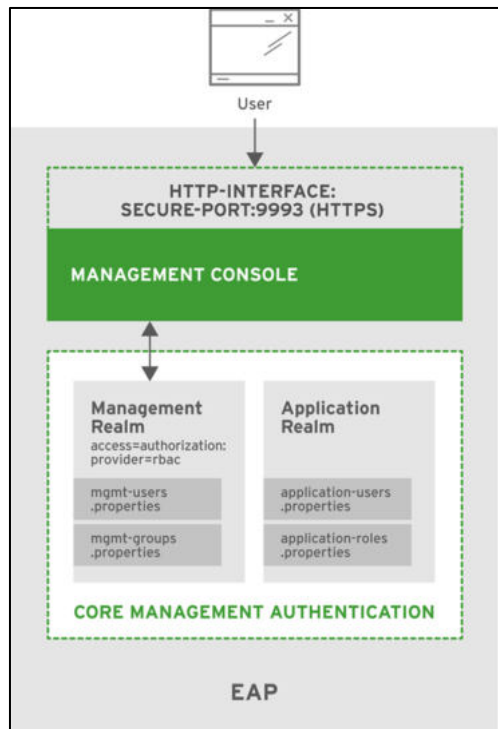 User
HTTP-INTERFACE:
SECURE-PORT:9993 (HTTPS)
MANAGEMENT CONSOLE
Management
Realm
access=authorization:
provider=rbac
mgmt-users
.properties
mgmt-groups
.properties
Application
Realm
application-users
.properties
application-roles
.properties
CORE MANAGEMENT AUTHENTICATION
EAP